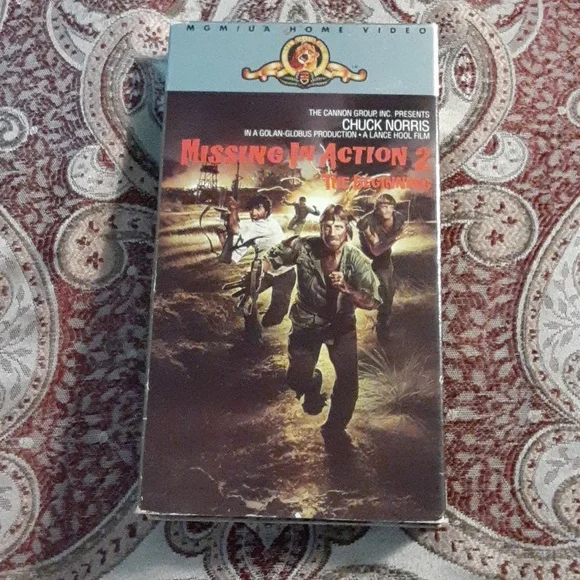 MGM/UA HOME VIDEO
THE CANNON GROUP, INC. PRESENTS
CHUCK NORRIS
IN A GOLAN-GLOBUS PRODUCTION • A LANCE HOOL FILM
MISSING IN ACTION 2
THE BEGINNING